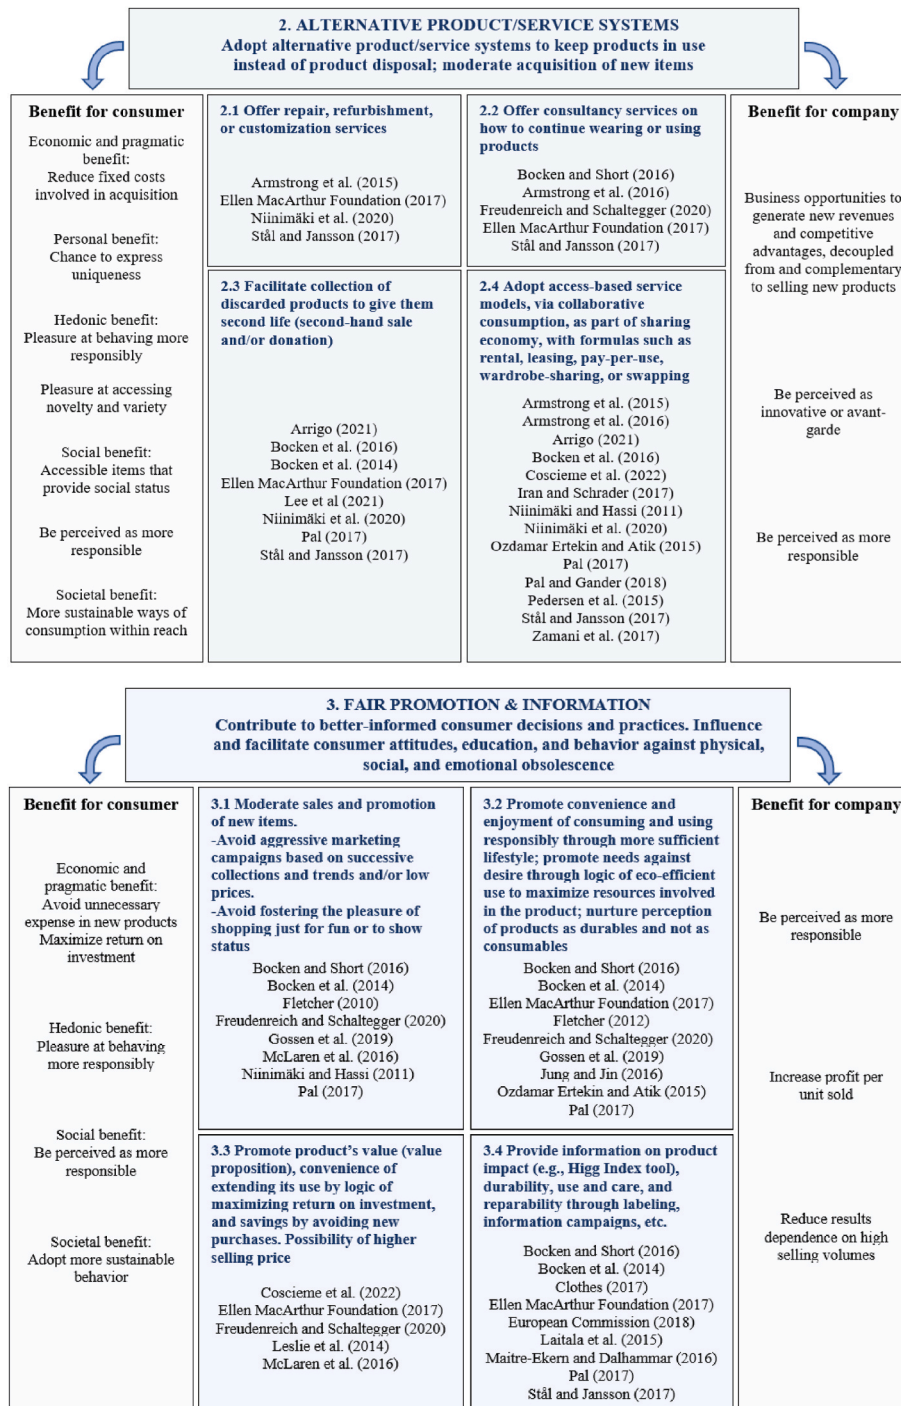 2. ALTERNATIVE PRODUCT/SERVICE SYSTEMS
Adopt alternative product/service systems to keep products in use
instead of product disposal; moderate acquisition of new items
Benefit for consumer
Economic and pragmatic
benefit:
Reduce fixed costs
involved in acquisition
Personal benefit:
Chance to express
uniqueness
Hedonic benefit:
Pleasure at behaving more
responsibly
Pleasure at accessing
novelty and variety
Social benefit:
Accessible items that
provide social status
Be perceived as more
responsible
Societal benefit:
More sustainable ways of
consumption within reach
2.1 Offer repair, refurbishment,
or customization services
Armstrong et al. (2015)
Ellen MacArthur Foundation (2017)
Niinimäki et al. (2020)
Stål and Jansson (2017)
2.2 Offer consultancy services on
how to continue wearing or using
products
Bocken and Short (2016)
Armstrong et al. (2016)
Freudenreich and Schaltegger (2020)
Ellen MacArthur Foundation (2017)
Stål and Jansson (2017)
2.3 Facilitate collection of
discarded products to give them
second life (second-hand sale
and/or donation)
Arrigo (2021)
Bocken et al. (2016)
Bocken et al. (2014)
Ellen MacArthur Foundation (2017)
Lee et al (2021)
Niinimäki et al. (2020)
Pal (2017)
Stål and Jansson (2017)
2.4 Adopt access-based service
models, via collaborative
consumption, as part of sharing
economy, with formulas such as
rental, leasing, pay-per-use,
wardrobe-sharing, or swapping
Armstrong et al. (2015)
Armstrong et al. (2016)
Arrigo (2021)
Bocken et al. (2016)
Coscieme et al. (2022)
Iran and Schrader (2017)
Niinimäki and Hassi (2011)
Niinimäki et al. (2020)
Ozdamar Ertekin and Atik (2015)
Pal (2017)
Pal and Gander (2018)
Pedersen et al. (2015)
Stål and Jansson (2017)
Zamani et al. (2017)
Benefit for company
Business opportunities to
generate new revenues
and competitive
advantages, decoupled
from and complementary
to selling new products
Be perceived as
innovative or avant-
garde
Be perceived as more
responsible
3. FAIR PROMOTION & INFORMATION
Contribute to better-informed consumer decisions and practices. Influence
and facilitate consumer attitudes, education, and behavior against physical,
social, and emotional obsolescence
Benefit for consumer
Economic and
pragmatic benefit:
Avoid unnecessary
expense in new products
Maximize return on
investment
Hedonic benefit:
Pleasure at behaving
more responsibly
Social benefit:
Be perceived as more
responsible
Societal benefit:
Adopt more sustainable
behavior
3.1 Moderate sales and promotion
of new items.
-Avoid aggressive marketing
campaigns based on successive
collections and trends and/or low
prices.
-Avoid fostering the pleasure of
shopping just for fun or to show
status
Bocken and Short (2016)
Bocken et al. (2014)
Fletcher (2010)
Freudenreich and Schaltegger (2020)
Gossen et al. (2019)
McLaren et al. (2016)
Niinimäki and Hassi (2011)
Pal (2017)
3.2 Promote convenience and
enjoyment of consuming and using
responsibly through more sufficient
lifestyle; promote needs against
desire through logic of eco-efficient
use to maximize resources involved
in the product; nurture perception
of products as durables and not as
consumables
Bocken and Short (2016)
Bocken et al. (2014)
Ellen MacArthur Foundation (2017)
Fletcher (2012)
Freudenreich and Schaltegger (2020)
Gossen et al. (2019)
Jung and Jin (2016)
Ozdamar Ertekin and Atik (2015)
Pal (2017)
3.3 Promote product's value (value
proposition), convenience of
extending its use by logic of
maximizing return on investment,
and savings by avoiding new
purchases. Possibility of higher
selling price
Coscieme et al. (2022)
Ellen MacArthur Foundation (2017)
Freudenreich and Schaltegger (2020)
Leslie et al. (2014)
McLaren et al. (2016)
3.4 Provide information on product
impact (e.g., Higg Index tool),
durability, use and care, and
reparability through labeling,
information campaigns, etc.
Bocken and Short (2016)
Bocken et al. (2014)
Clothes (2017)
Ellen MacArthur Foundation (2017)
European Commission (2018)
Laitala et al. (2015)
Maitre-Ekern and Dalhammar (2016)
Pal (2017)
Stål and Jansson (2017)
Benefit for company
Be perceived as more
responsible
Increase profit per
unit sold
Reduce results
dependence on high
selling volumes